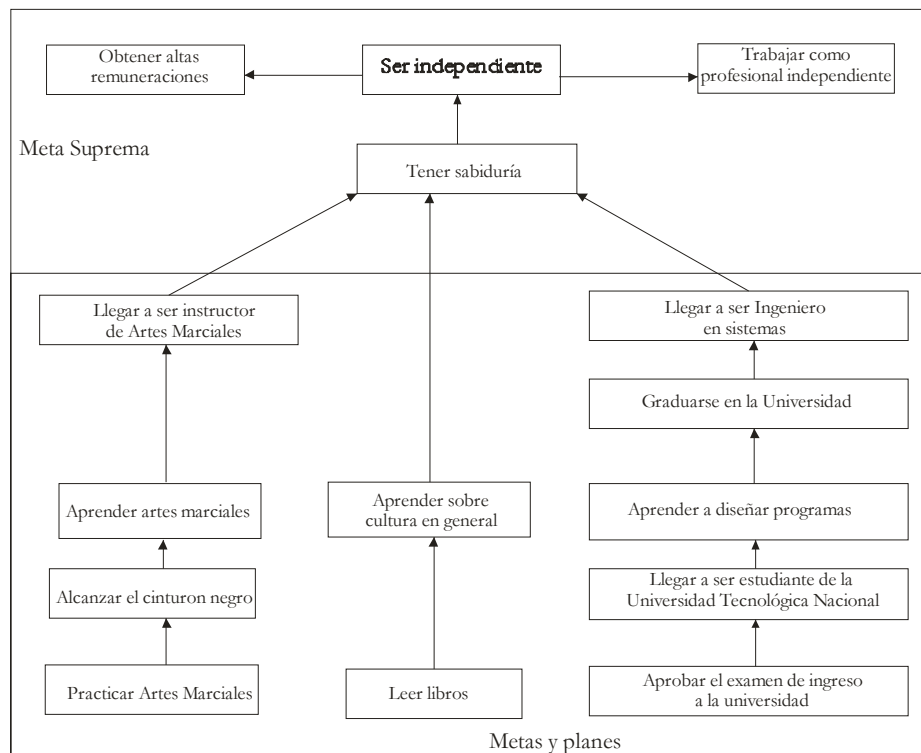 Obtener altas
remuneraciones
Ser independiente
Trabajar como
profesional independiente
Meta Suprema
Tener sabiduría
Llegar a ser instructor
de Artes Marciales
Llegar a ser Ingeniero
en sistemas
Graduarse en la Universidad
Aprender artes marciales
Aprender sobre
cultura en general
Aprender a diseñar programas
Alcanzar el cinturon negro
Llegar a ser estudiante de la
Universidad Tecnológica Nacional
Practicar Artes Marciales
Leer libros
Aprobar el examen de ingreso
a la universidad
Metas y planes